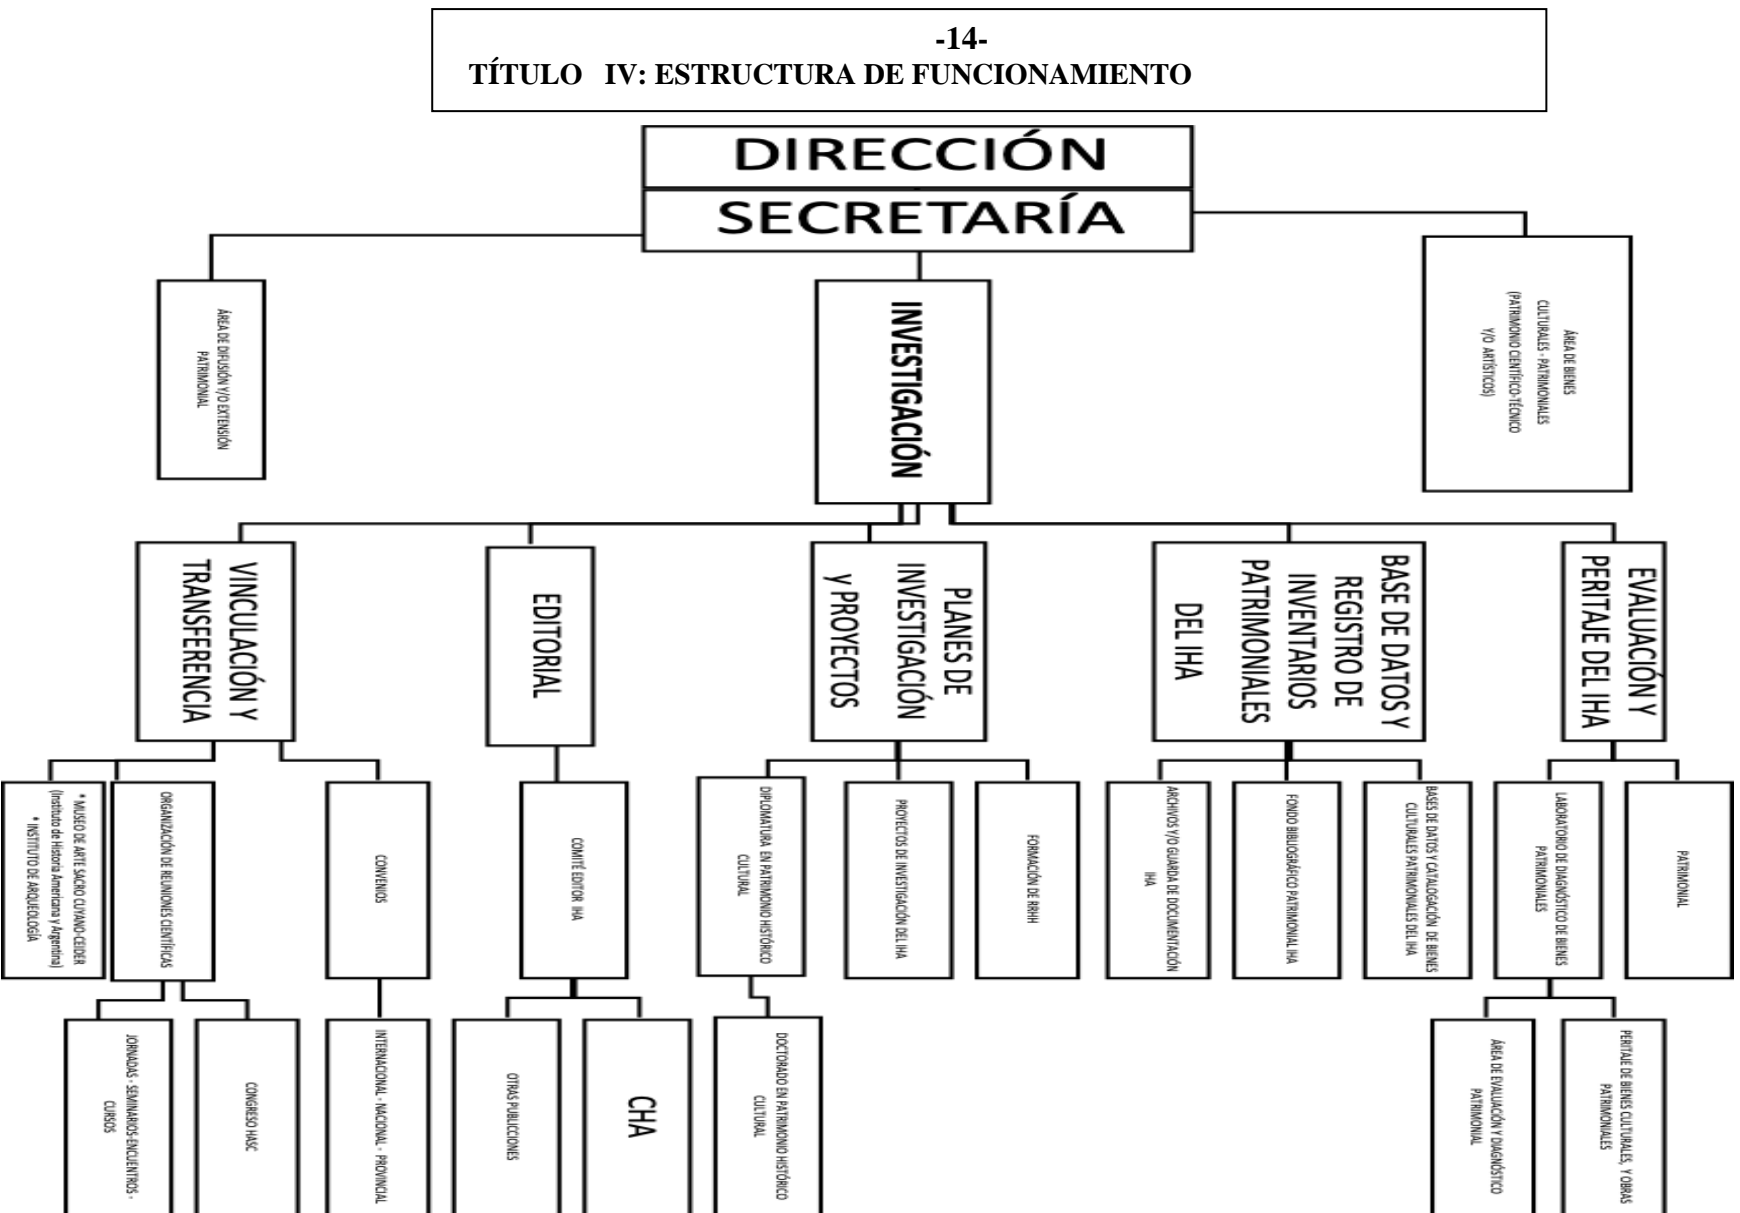 -14-
TÍTULO IV: ESTRUCTURA DE FUNCIONAMIENTO
DIRECCIÓN
SECRETARÍA
ÁREA DE DIFUSIÓN Y/O EXTENSIÓN
PATRIMONIAL
INVESTIGACIÓN
ÁREA DE BIENES
CULTURALES - PATRIMONIALES
(PATRIMONIO CIENTÍFICO-TÉCNICO
Y/O ARTÍSTICOS)
VINCULACIÓN Y
TRANSFERENCIA
EDITORIAL
PLANES DE
INVESTIGACIÓN
y PROYECTOS
BASE DE DATOS Y
REGISTRO DE
INVENTARIOS
PATRIMONIALES
DEL IHA
EVALUACIÓN Y
PERITAJE DEL IHA
* MUSEO DE ARTE SACRO CUYANO-CEIDER
(Instituto de Historia Americana y Argentina)
* INSTITUTO DE ARQUEOLOGÍA
ORGANIZACIÓN DE REUNIONES CIENTÍFICAS
CONVENIOS
COMITÉ EDITOR IHA
DIPLOMATURA EN PATRIMONIO HISTÓRICO
CULTURAL
PROYECTOS DE INVESTIGACIÓN DEL IHA
FORMACIÓN DE RRHH
ARCHIVOS Y/O GUARDA DE DOCUMENTACIÓN
IHA
FONDO BIBLIOGRÁFICO PATRIMONIAL IHA
BASES DE DATOS Y CATALOGACIÓN DE BIENES
CULTURALES PATRIMONIALES DEL IHA
LABORATORIO DE DIAGNÓSTICO DE BIENES
PATRIMONIALES
PATRIMONIAL
JORNADAS - SEMINARIOS-ENCUENTROS -
CURSOS
CONGRESO HASC
INTERNACIONAL - NACIONAL - PROVINCIAL
OTRAS PUBLICCIONES
CHA
DOCTORADO EN PATRIMONIO HISTÓRICO
CULTURAL
ÁREA DE EVALUACIÓN Y DIAGNÓSTICO
PATRIMONIAL
PERITAJE DE BIENES CULTURALES, Y OBRAS
PATRIMONIALES